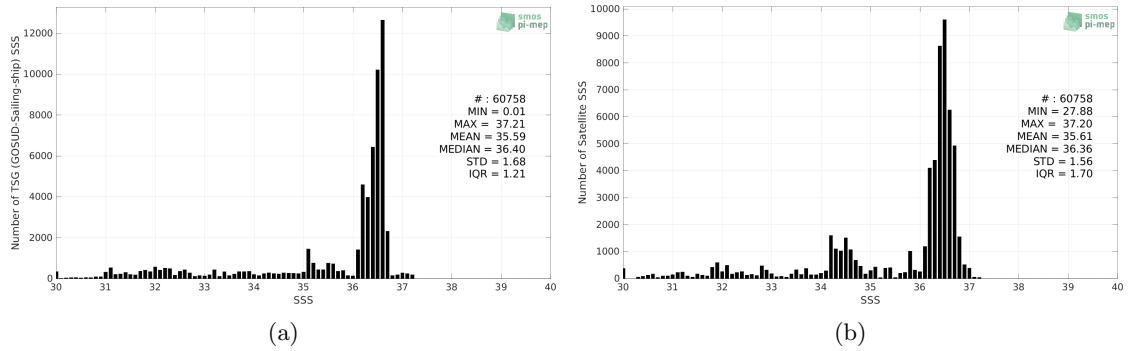 smos
pi-mep
Number of TSG (GOSUD-Sailing-ship) SSS
12000
10000
8000
6000
4000
2000
0
# : 60758
MIN = 0.01
MAX = 37.21
MEAN = 35.59
MEDIAN = 36.40
STD = 1.68
IQR = 1.21
30 31 32 33 34 35 36 37 38 39 40
SSS
(a)
smos
pi-mep
Number of Satellite SSS
10000
9000
8000
7000
6000
5000
4000
3000
2000
1000
0
# : 60758
MIN = 27.88
MAX = 37.20
MEAN = 35.61
MEDIAN = 36.36
STD = 1.56
IQR = 1.70
30 31 32 33 34 35 36 37 38 39 40
SSS
(b)